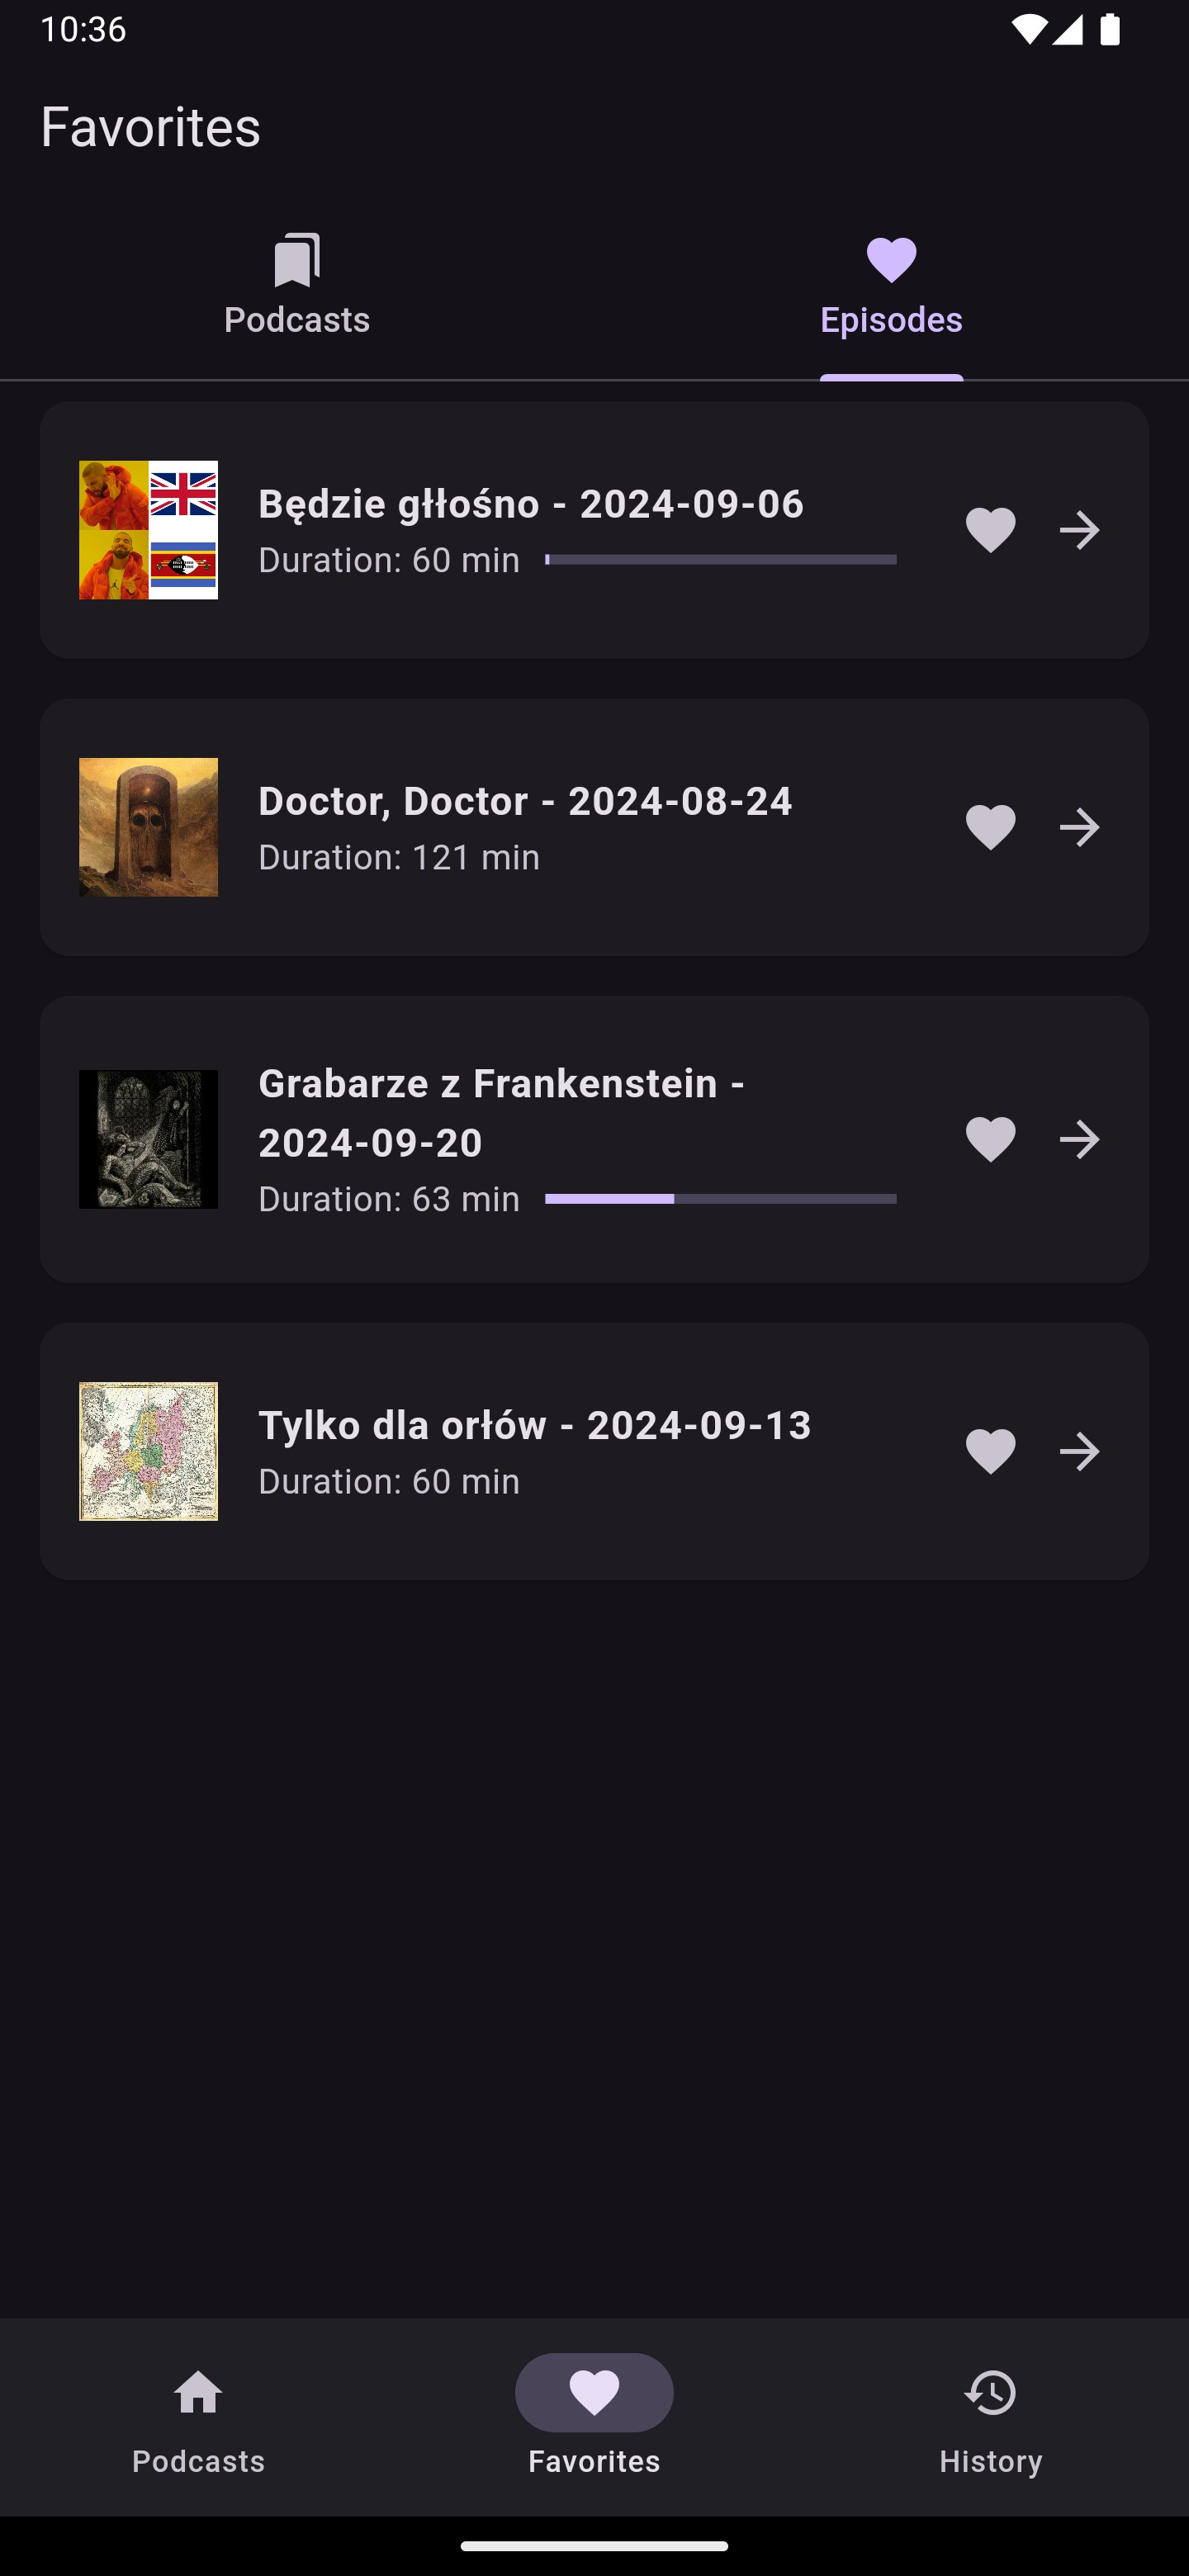 10:36
Favorites
Podcasts
Episodes
Będzie głłośno - 2024-09-06
Duration: 60 min
Doctor, Doctor - 2024-08-24
Duration: 121 min
Grabarze z Frankenstein -
2024-09-20
Duration: 63 min
Tylko dla orłów - 2024-09-13
Duration: 60 min
Podcasts
Favorites
History